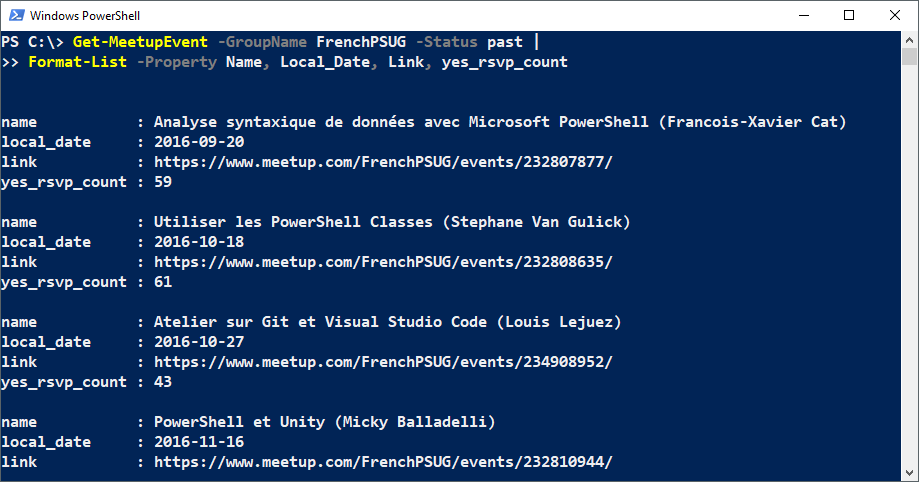 Windows PowerShell
PS C:\> Get-MeetupEvent -GroupName FrenchPSUG -Status past |
>> Format-List -Property Name, Local_Date, Link, yes_rsvp_count
name           : Analyse syntaxique de données avec Microsoft PowerShell (Francois-Xavier Cat)
local_date     : 2016-09-20
link           : https://www.meetup.com/FrenchPSUG/events/232807877/
yes_rsvp_count : 59
name           : Utiliser les PowerShell Classes (Stephane Van Gulick)
local_date     : 2016-10-18
link           : https://www.meetup.com/FrenchPSUG/events/232808635/
yes_rsvp_count : 61
name           : Atelier sur Git et Visual Studio Code (Louis Lejuez)
local_date     : 2016-10-27
link           : https://www.meetup.com/FrenchPSUG/events/234908952/
yes_rsvp_count : 43
name           : PowerShell et Unity (Micky Balladelli)
local_date     : 2016-11-16
link           : https://www.meetup.com/FrenchPSUG/events/232810944/